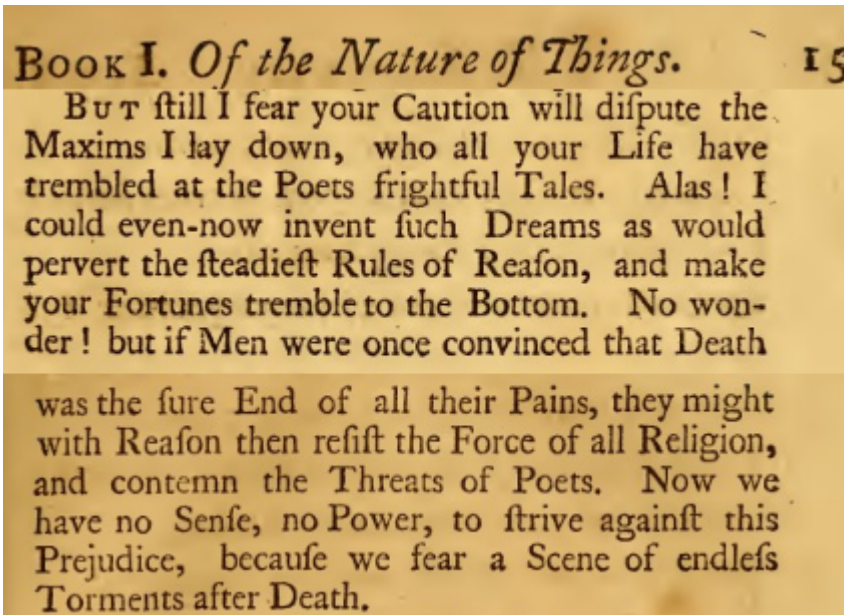 BOOK I. Of the Nature of Things. 15
BUT ſtill I fear your Caution will diſpute the
Maxims I lay down, who all your Life have
trembled at the Poets frightful Tales. Alas! I
could even-now invent ſuch Dreams as would
pervert the ſteadieſt Rules of Reaſon, and make
your Fortunes tremble to the Bottom. No won-
der! but if Men were once convinced that Death
was the ſure End of all their Pains, they might
with Reaſon then reſiſt the Force of all Religion,
and contemn the Threats of Poets. Now we
have no Senſe, no Power, to ſtrive againſt this
Prejudice, becauſe we fear a Scene of endleſs
Torments after Death.